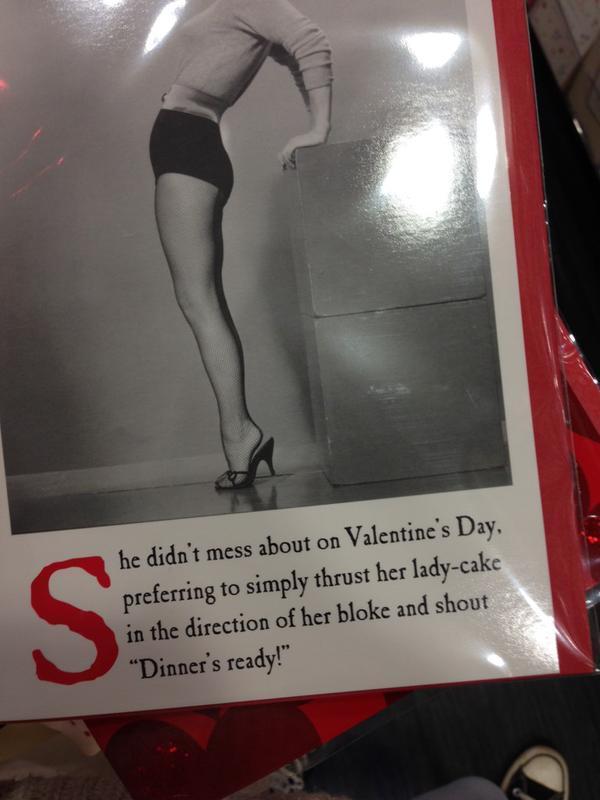 She didn't mess about on Valentine's Day,
preferring to simply thrust her lady-cake
in the direction of her bloke and shout
"Dinner's ready!"